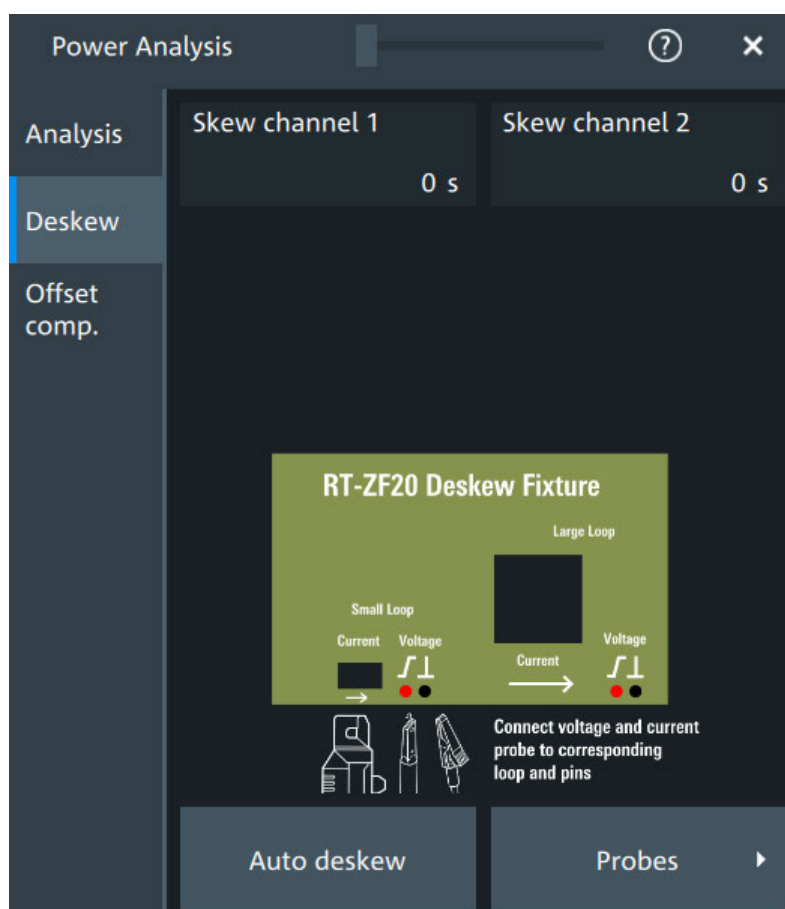 Power Analysis
?
×
Analysis
Deskew
Offset
comp.
Skew channel 1
0 s
Skew channel 2
0 s
RT-ZF20 Deskew Fixture
Large Loop
Small Loop
Current Voltage
Current
Voltage
Connect voltage and current
probe to corresponding
loop and pins
Auto deskew
Probes